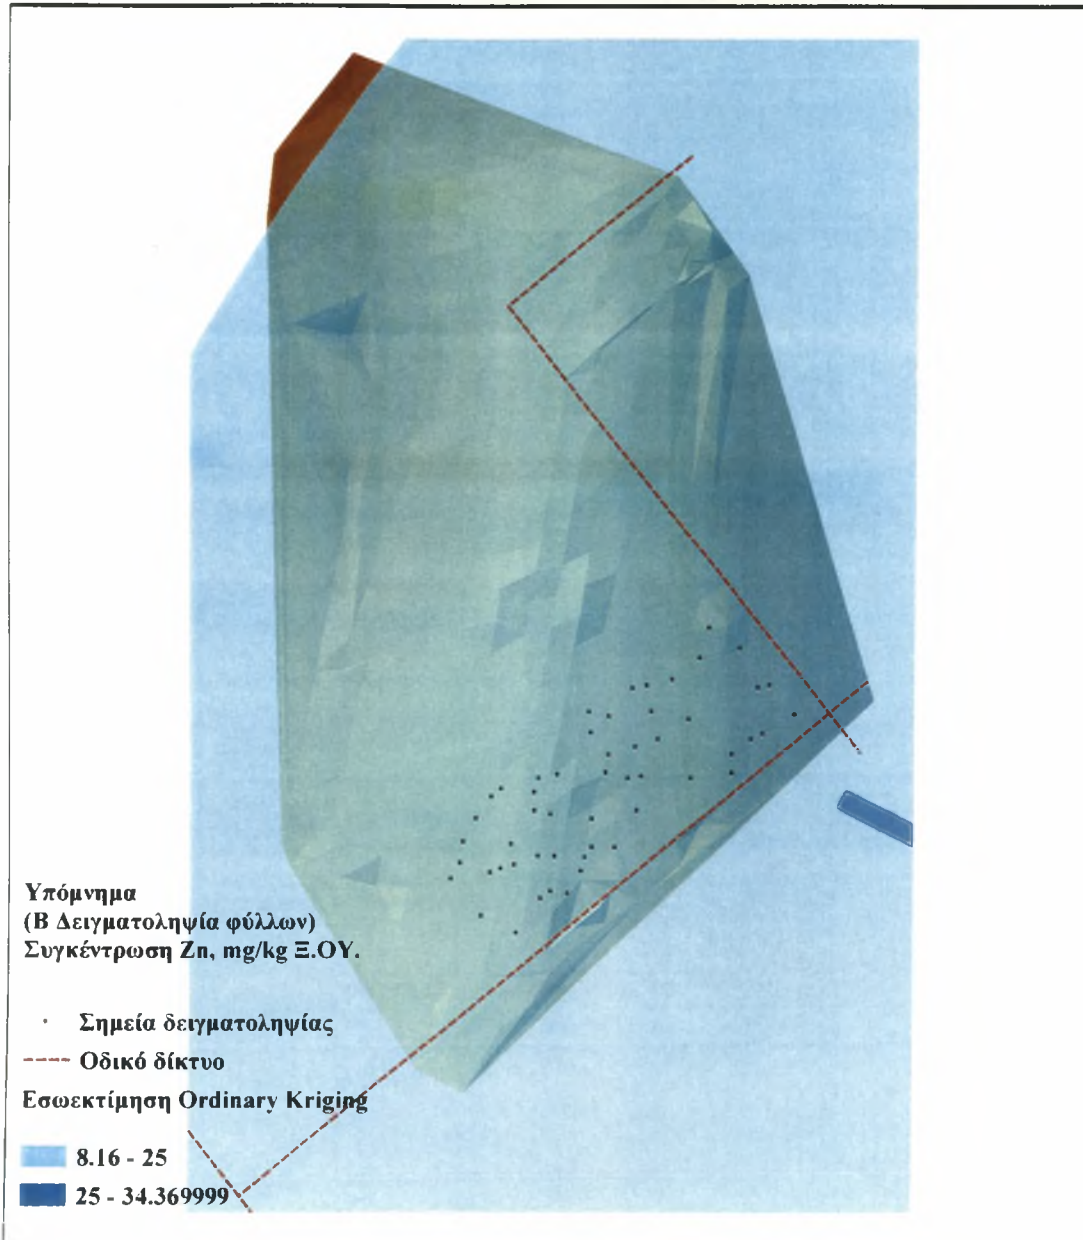 Υπόμνημα
(Β Δειγματοληψία φύλλων)
Συγκέντρωση Zn, mg/kg Ξ.ΟΥ.
Σημεία δειγματοληψίας
Οδικό δίκτυο
Εσωεκτίμηση Ordinary Kriging
8.16 - 25
25 - 34.369999